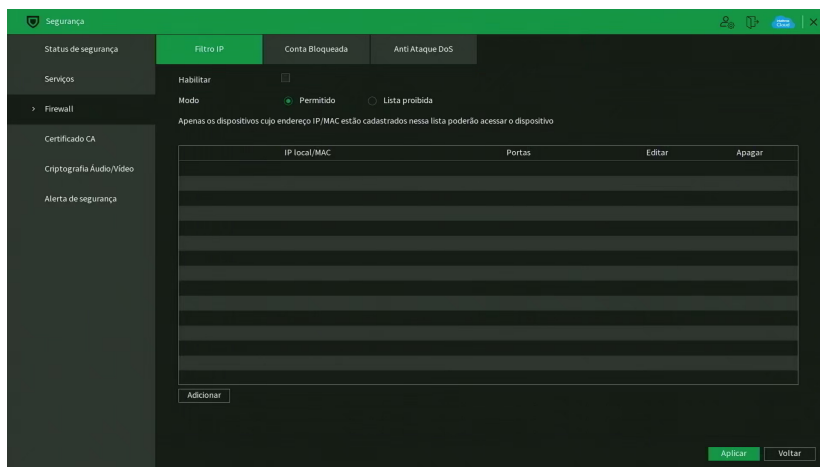 Segurança
Status de segurança
Serviços
Firewall
Certificado CA
Criptografia Áudio/Vídeo
Alerta de segurança
Filtro IP
Conta Bloqueada
Anti Ataque DoS
Habilitar
Modo
Permitido
Lista proibida
Apenas os dispositivos cujo endereço IP/MAC estão cadastrados nessa lista poderão acessar o dispositivo
IP local/MAC
Portas
Editar
Apagar
Adicionar
Aplicar
Voltar